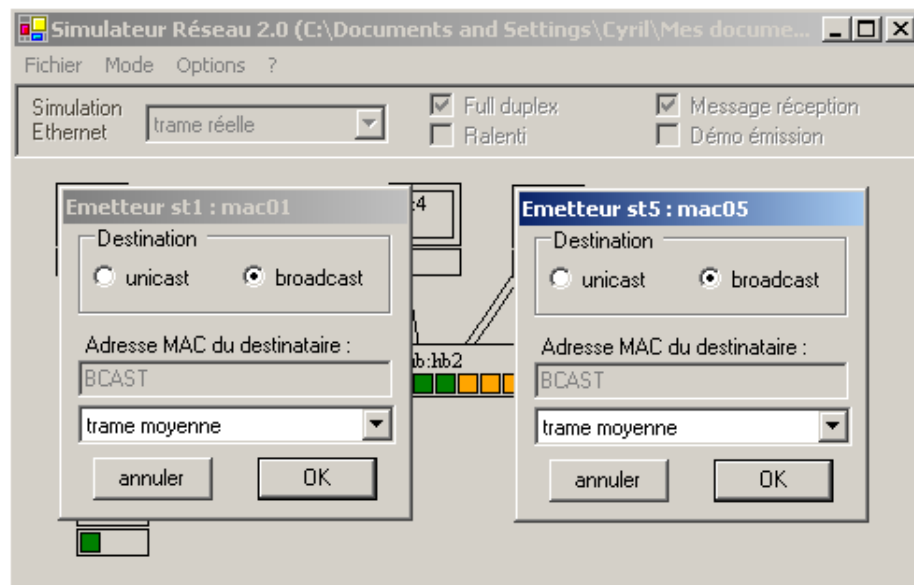 Simulateur Réseau 2.0 (C:\Documents and Settings\Cyril\Mes docume...
Fichier Mode Options ?
Simulation Ethernet
trame réelle
Full duplex
Message réception
Ralenti
Démo émission
Emetteur st1 : mac01
Destination
unicast
broadcast
Adresse MAC du destinataire :
BCAST
trame moyenne
annuler
OK
:4
b:hb2
Emetteur st5 : mac05
Destination
unicast
broadcast
Adresse MAC du destinataire :
BCAST
trame moyenne
annuler
OK